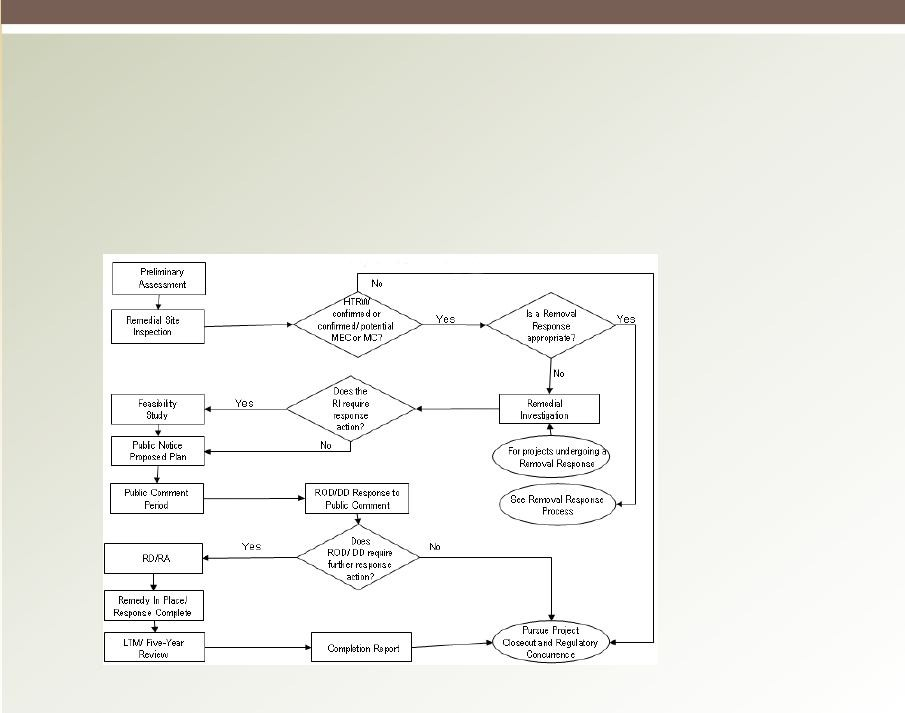 Preliminary
Assessment
Remedial Site
Inspection
No
HTRW
confirmed or
confirmed/ potential
MEC or MC?
Yes
Is a Removal
Response
appropriate?
Yes
No
Remedial
Investigation
Does the
RI require
response
action?
Yes
No
Feasibility
Study
Public Notice
Proposed Plan
For projects undergoing a
Removal Response
See Removal Response
Process
Public Comment
Period
ROD/DD Response to
Public Comment
Does
ROD/ DD require
further response
action?
Yes
No
RD/RA
Remedy In Place/
Response Complete
LTM/ Five-Year
Review
Completion Report
Pursue Project
Closeout and Regulatory
Concurrence